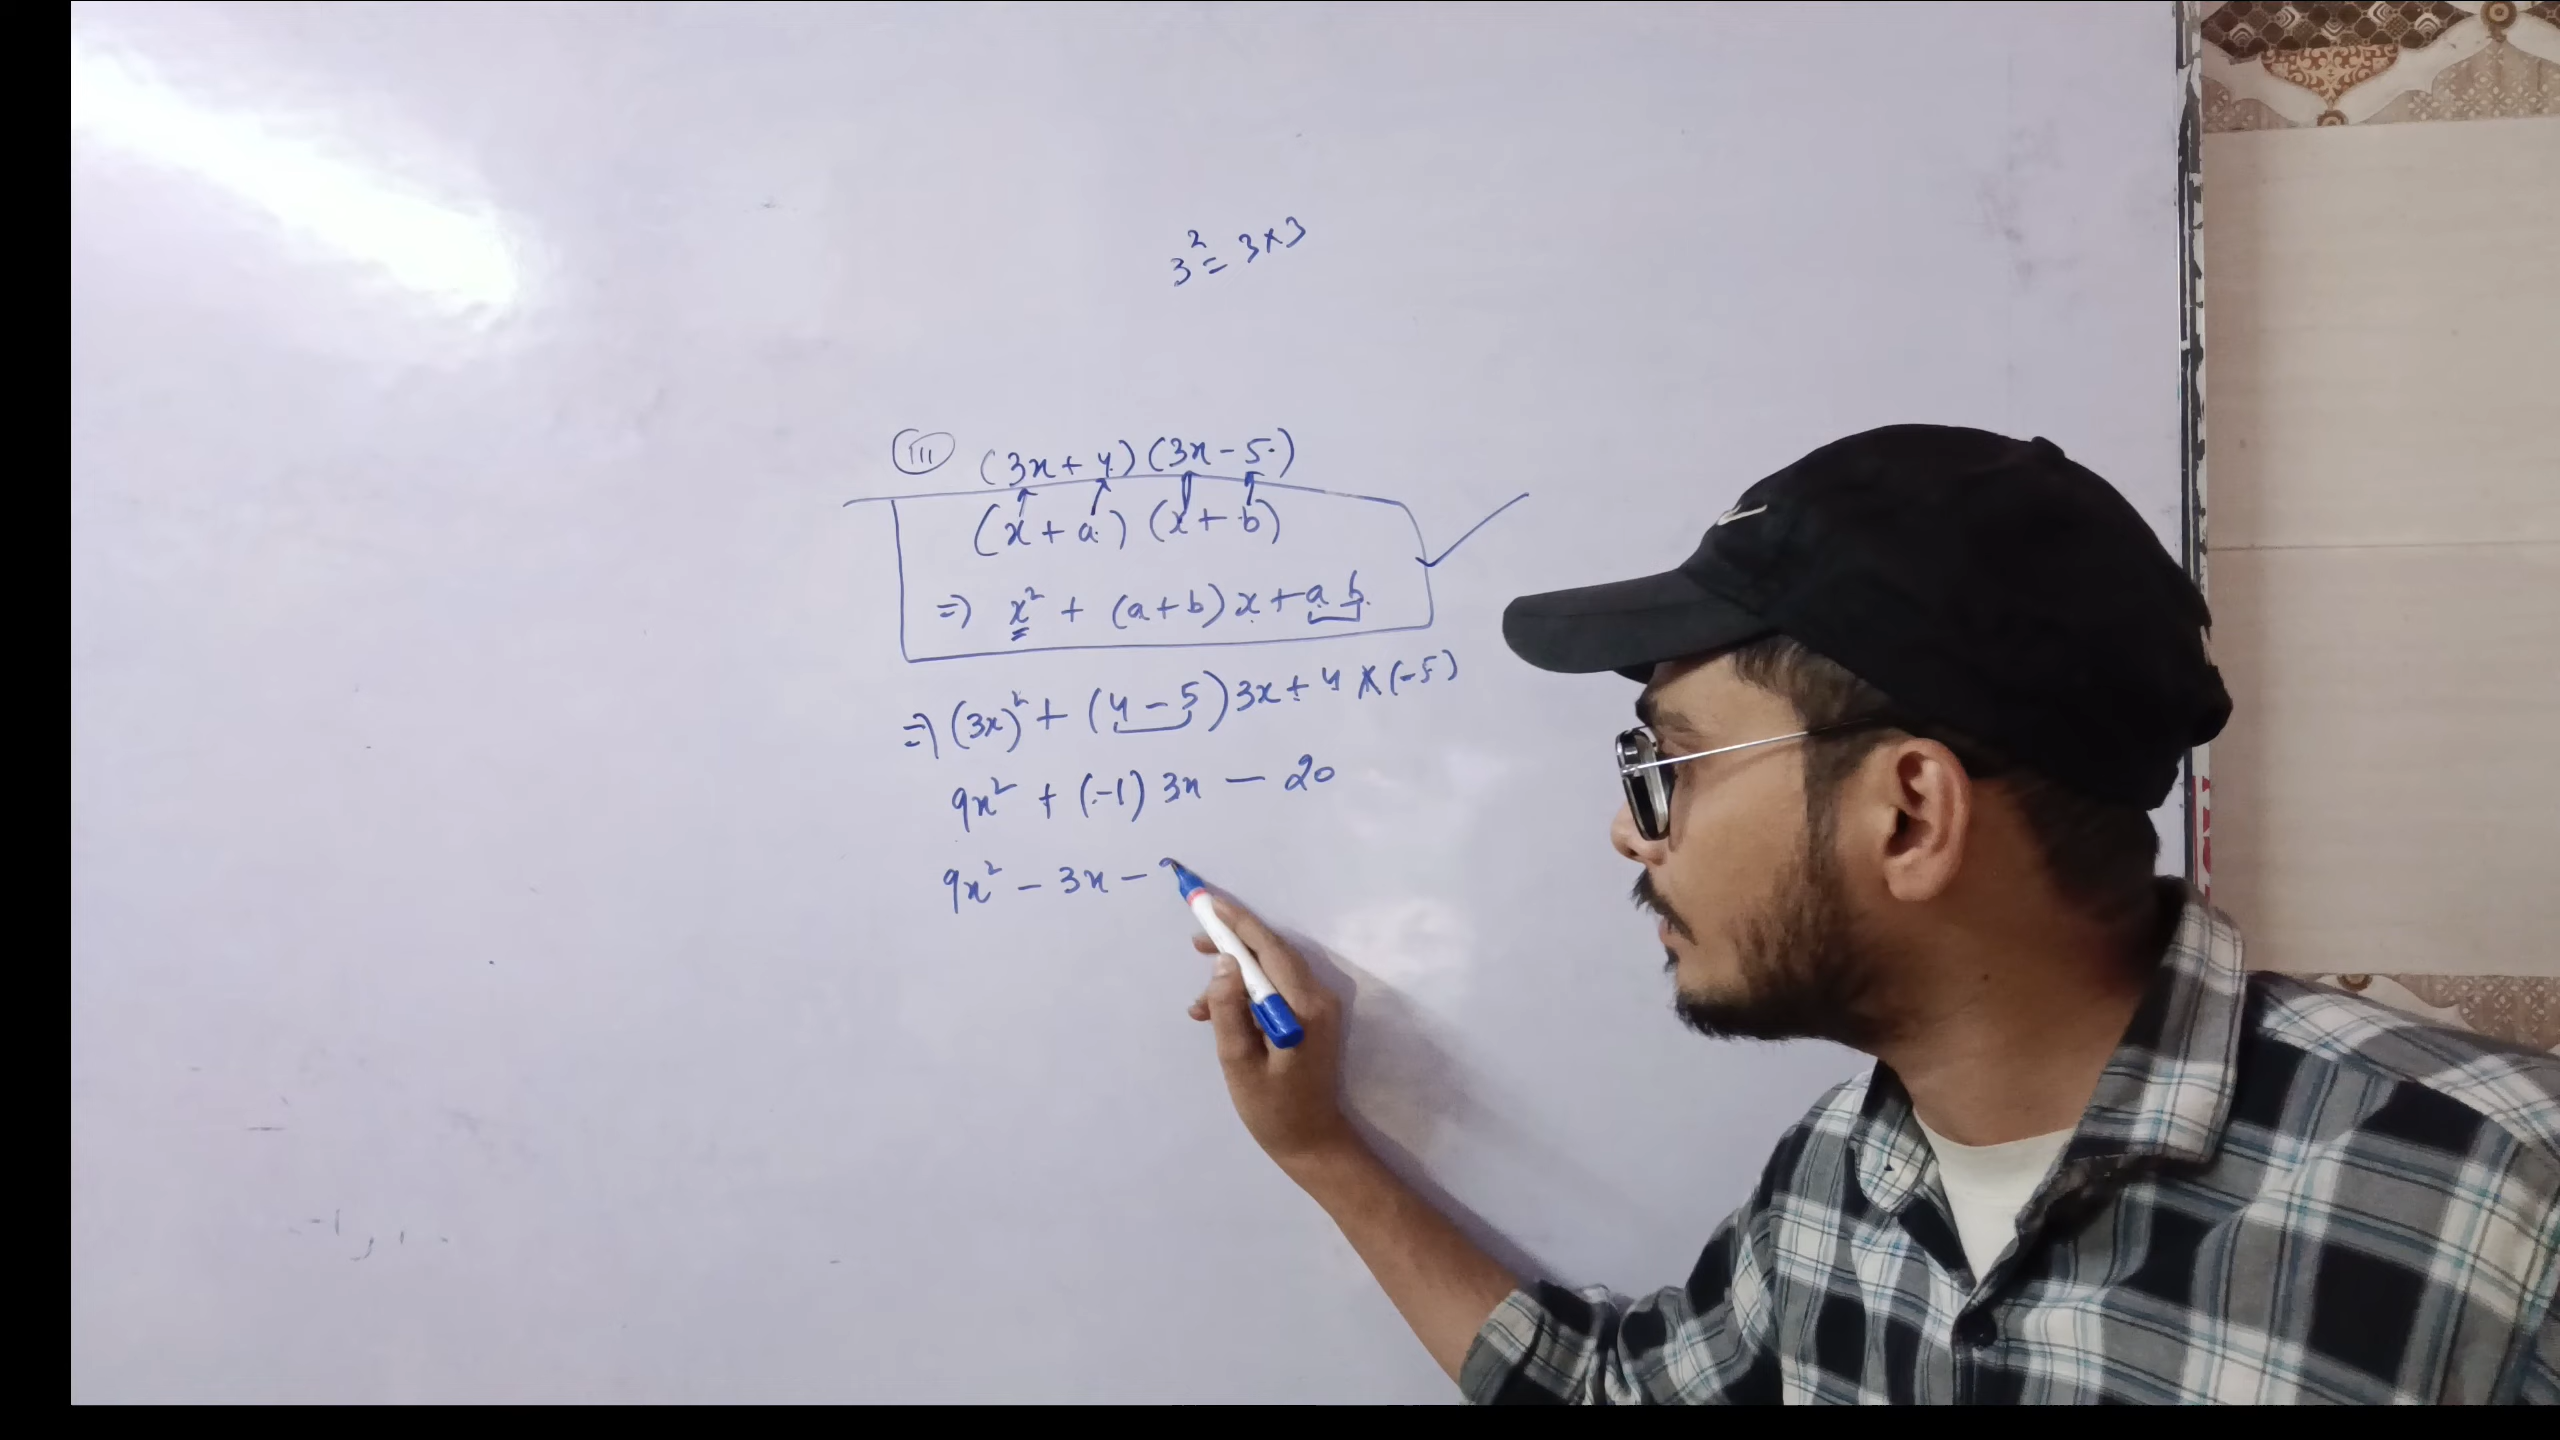 3² = 3×3
(iii) (3x+4)(3x-5)
(x+a)(x+b)
⇒ x² + (a+b)x + ab
⇒ (3x)² + (4-5)3x + 4×(-5)
9x² + (-1)3x - 20
9x² - 3x -